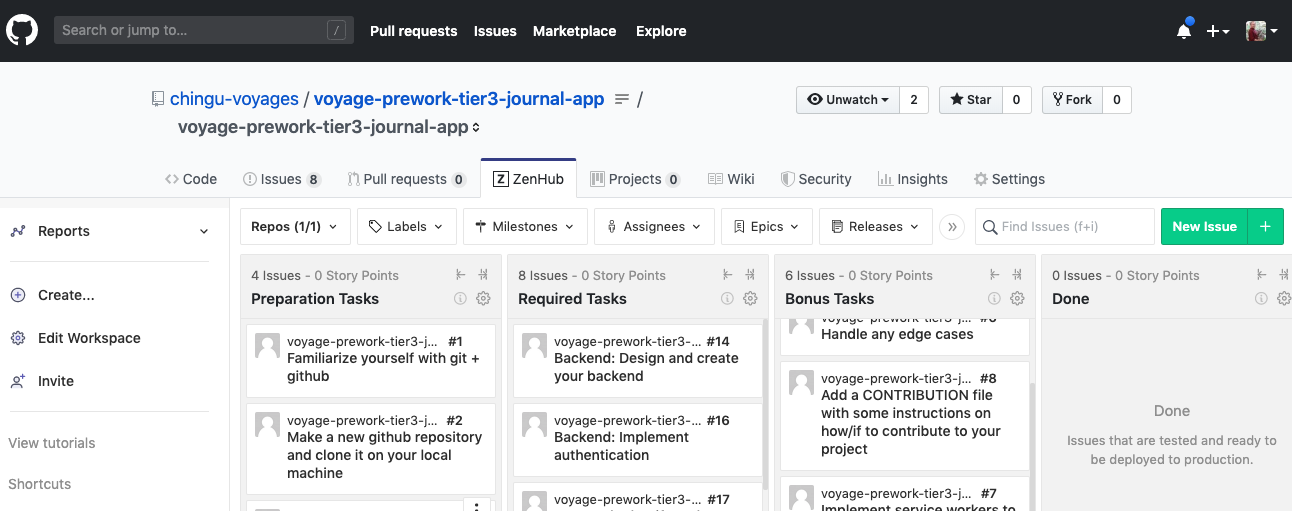 Search or jump to…
/
Pull requests
Issues
Marketplace
Explore
chingu-voyages / voyage-prework-tier3-journal-app /
voyage-prework-tier3-journal-app
Unwatch 2
Star 0
Fork 0
Code
Issues 8
Pull requests 0
Z ZenHub
Projects 0
Wiki
Security
Insights
Settings
Reports
Create...
Edit Workspace
Invite
View tutorials
Shortcuts
Repos (1/1)
Labels
Milestones
Assignees
Epics
Releases
Find Issues (f+i)
New Issue
+
4 Issues - 0 Story Points
Preparation Tasks
voyage-prework-tier3-j... #1
Familiarize yourself with git +
github
voyage-prework-tier3-j... #2
Make a new github repository
and clone it on your local
machine
8 Issues - 0 Story Points
Required Tasks
voyage-prework-tier3-... #14
Backend: Design and create
your backend
voyage-prework-tier3-... #16
Backend: Implement
authentication
voyage-prework-tier3-... #17
6 Issues - 0 Story Points
Bonus Tasks
voyage-prework-tier3-j...
Handle any edge cases
voyage-prework-tier3-j... #8
Add a CONTRIBUTION file
with some instructions on
how/if to contribute to your
project
voyage-prework-tier3-j... #7
Implement service workers to
0 Issues - 0 Story Points
Done
Done
Issues that are tested and ready to
be deployed to production.